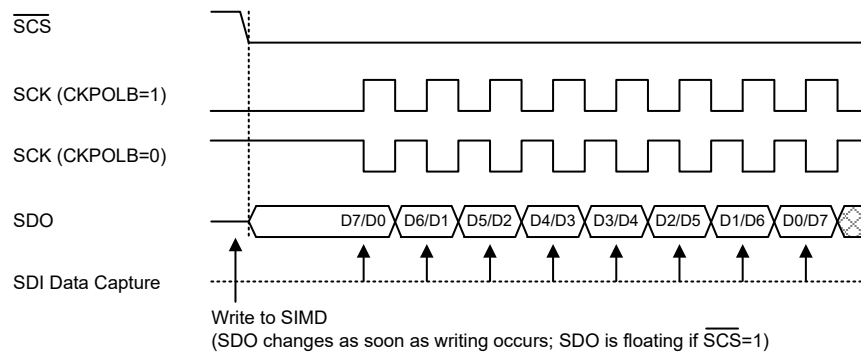 SCS
SCK (CKPOLB=1)
SCK (CKPOLB=0)
SDO D7/D0 D6/D1 D5/D2 D4/D3 D3/D4 D2/D5 D1/D6 D0/D7
SDI Data Capture
Write to SIMD
(SDO changes as soon as writing occurs; SDO is floating if SCS=1)